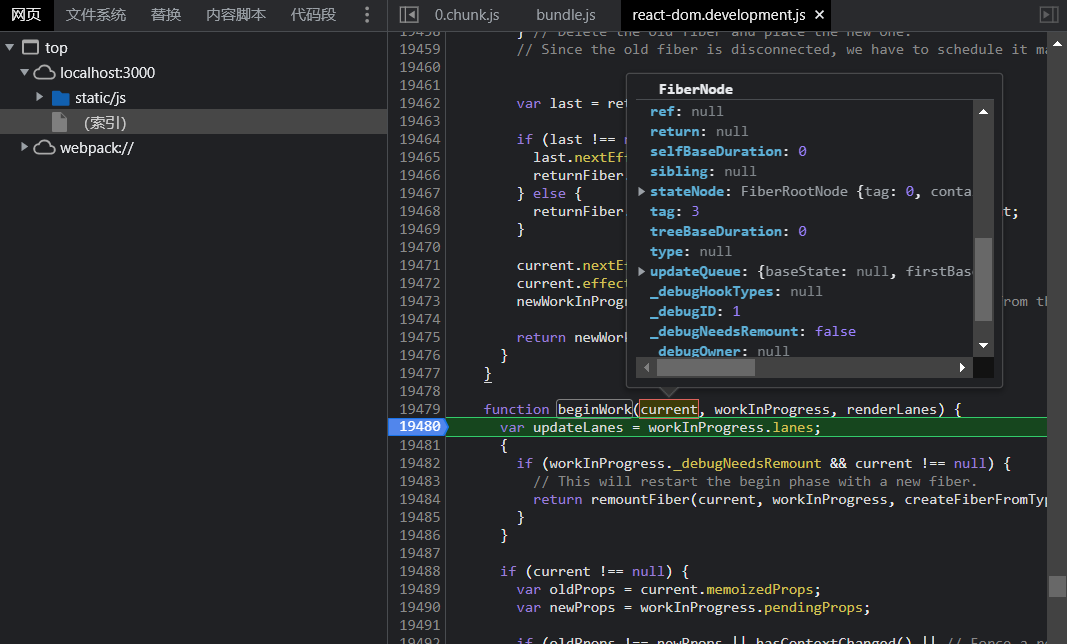 网页 文件系统 替换 内容脚本 代码段
top
localhost:3000
static/js
(索引)
webpack://
0.chunk.js bundle.js react-dom.development.js ×
19458 } // Delete the old fiber and place the new one.
19459 // Since the old fiber is disconnected, we have to schedule it ma
19460
19461
19462 var last = ret
19463
19464 if (last !== n
19465 last.nextEff
19466 returnFiber.
19467 } else {
19468 returnFiber. t;
19469 }
19470
19471 current.nextEf
19472 current.effect
19473 newWorkInProgr rom th
19474
19475 return newWork
19476 }
19477 }
19478
19479 function beginWork(current, workInProgress, renderLanes) {
19480 var updateLanes = workInProgress.lanes;
19481 {
19482 if (workInProgress._debugNeedsRemount && current !== null) {
19483 // This will restart the begin phase with a new fiber.
19484 return remountFiber(current, workInProgress, createFiberFromTyp
19485 }
19486 }
19487
19488 if (current !== null) {
19489 var oldProps = current.memoizedProps;
19490 var newProps = workInProgress.pendingProps;
19491
19492 if (oldProps !== newProps || hasContextChanged() || // Force a re
FiberNode
ref: null
return: null
selfBaseDuration: 0
sibling: null
stateNode: FiberRootNode {tag: 0, conta
tag: 3
treeBaseDuration: 0
type: null
updateQueue: {baseState: null, firstBas
_debugHookTypes: null
_debugID: 1
_debugNeedsRemount: false
_debugOwner: null